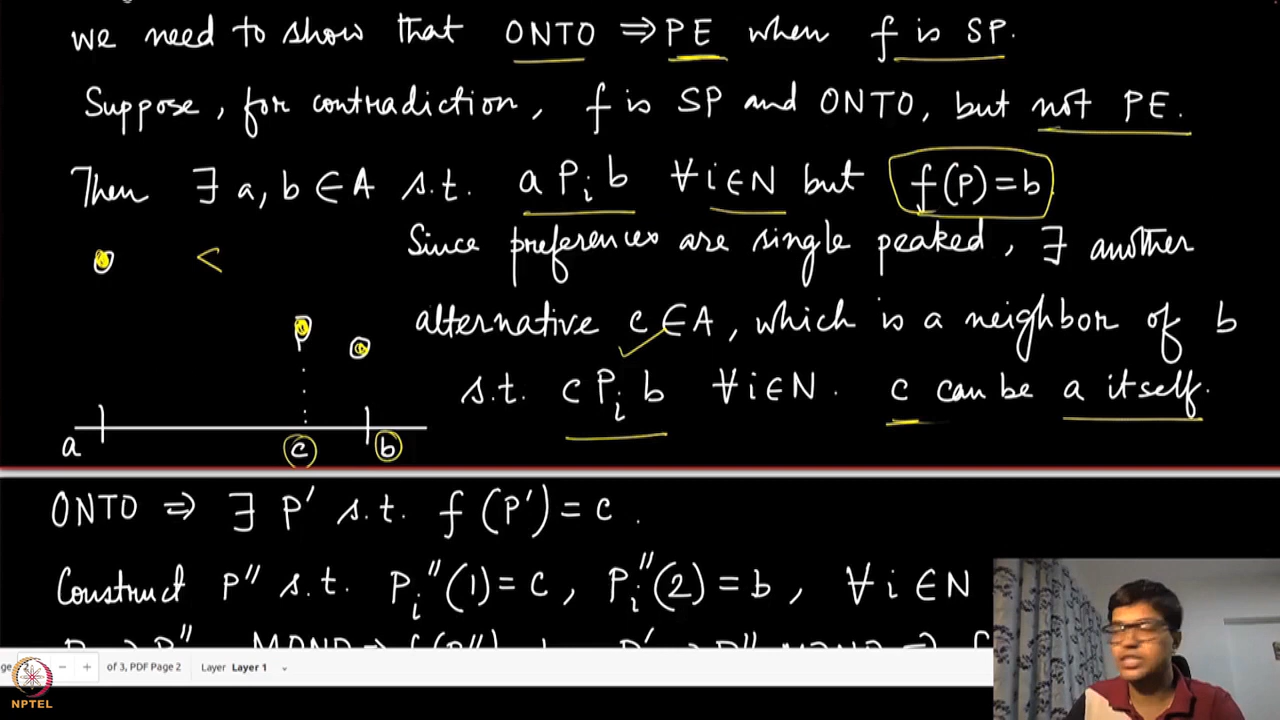 we need to show that ONTO ⇒ PE when f is SP.
Suppose, for contradiction, f is SP and ONTO, but not PE.
Then ∃ a, b ∈ A s.t. a P_i b ∀ i ∈ N but f(P) = b
Since preferences are single peaked, ∃ another
alternative c ∈ A, which is a neighbor of b
s.t. c P_i b ∀ i ∈ N. c can be a itself.
a c b
ONTO ⇒ ∃ P' s.t. f(P') = c.
Construct P'' s.t. P_i''(1) = c, P_i''(2) = b, ∀ i ∈ N
of 3, PDF Page 2
Layer Layer 1
NPTEL